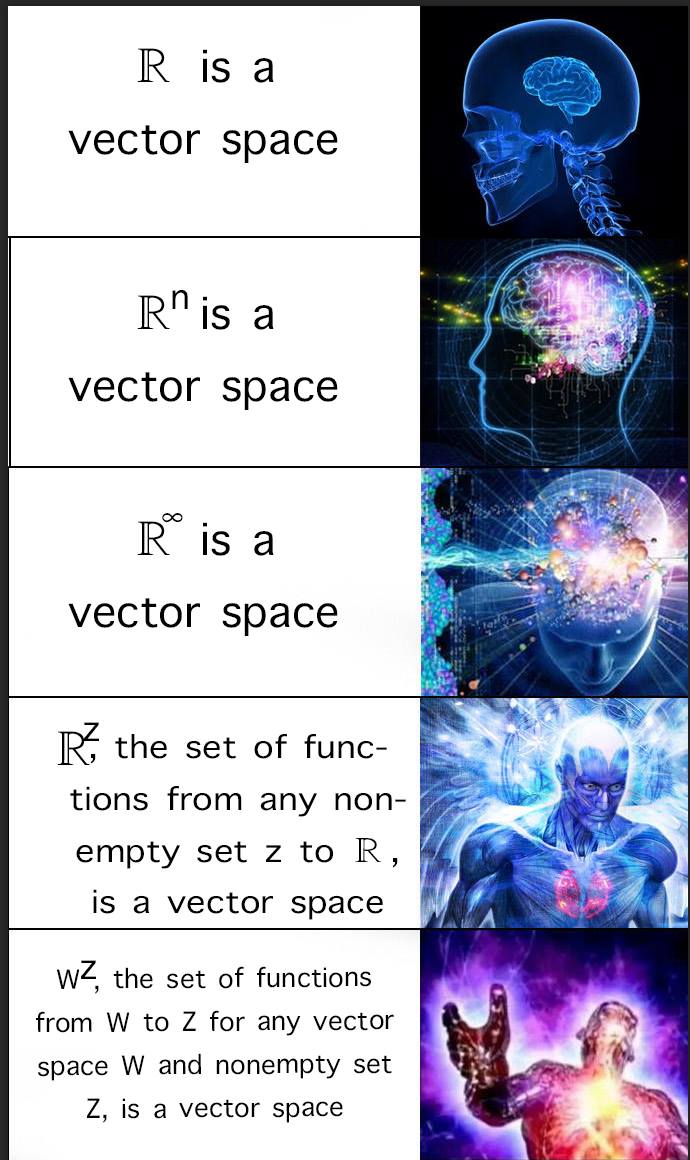 ℝ is a
vector space
ℝⁿ is a
vector space
ℝ^∞ is a
vector space
ℝ^z, the set of func-
tions from any non-
empty set z to ℝ,
is a vector space
W^Z, the set of functions
from W to Z for any vector
space W and nonempty set
Z, is a vector space